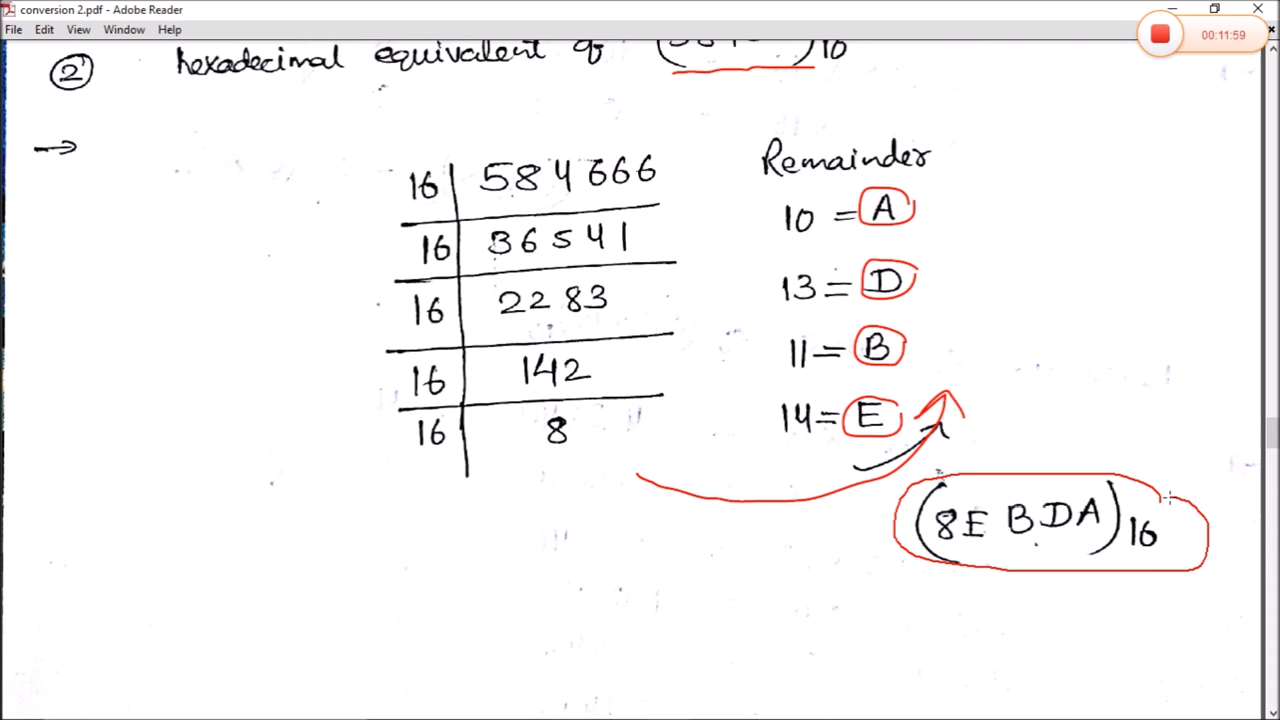 conversion 2.pdf - Adobe Reader
File Edit View Window Help
00:11:59
② hexadecimal equivalent of ( )10
→
Remainder
16 | 584666
10 = A
16 | 36541
13 = D
16 | 2283
11 = B
16 | 142
14 = E
16 | 8
(8E BDA)16